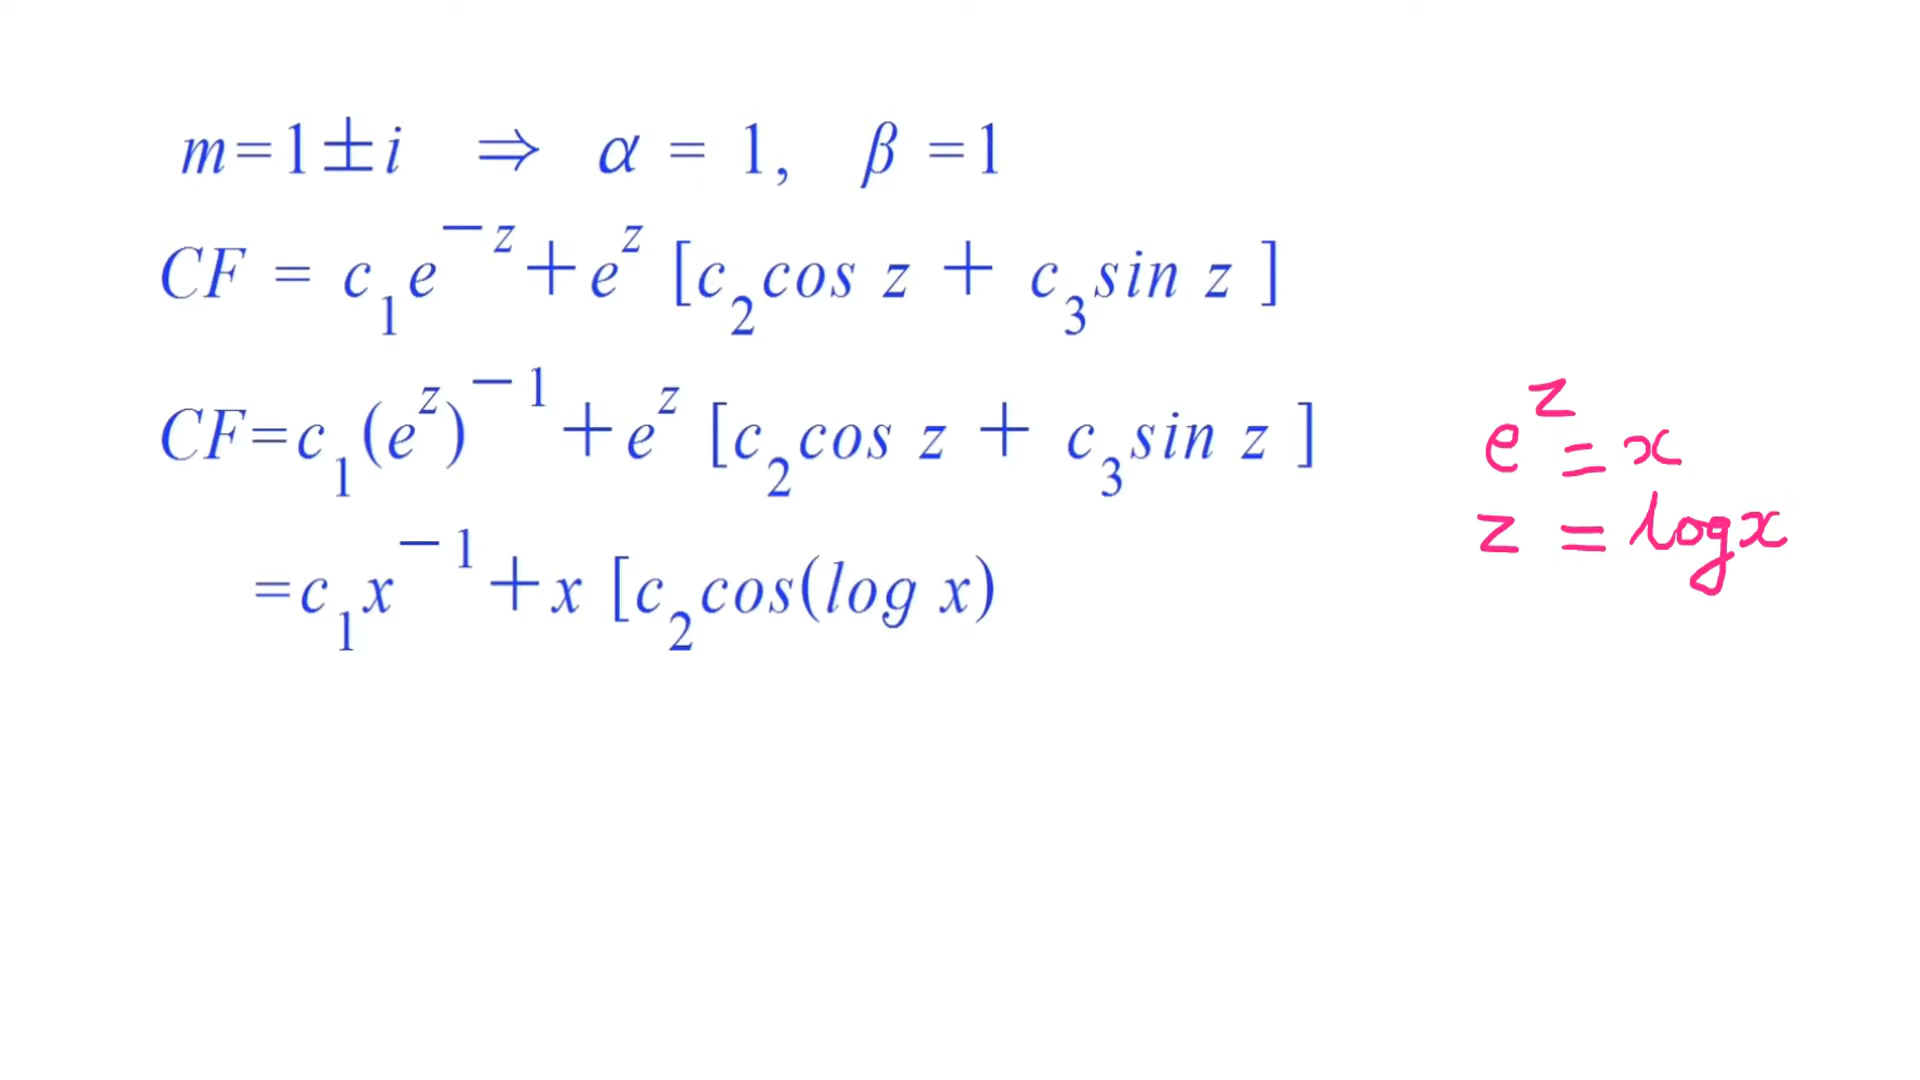 m=1±i ⇒ α = 1, β =1
CF = c₁e⁻ᶻ+eᶻ [c₂cos z + c₃sin z ]
CF=c₁(eᶻ)⁻¹+eᶻ [c₂cos z + c₃sin z ]
=c₁x⁻¹+x [c₂cos(log x)
eᶻ=x
z = logx